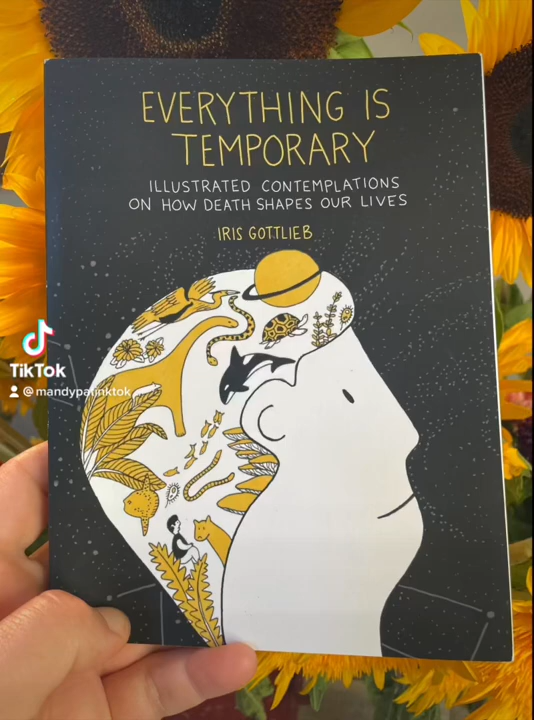 EVERYTHING IS
TEMPORARY
ILLUSTRATED CONTEMPLATIONS
ON HOW DEATH SHAPES OUR LIVES
IRIS GOTTLIEB
TikTok
@mandypatinktok